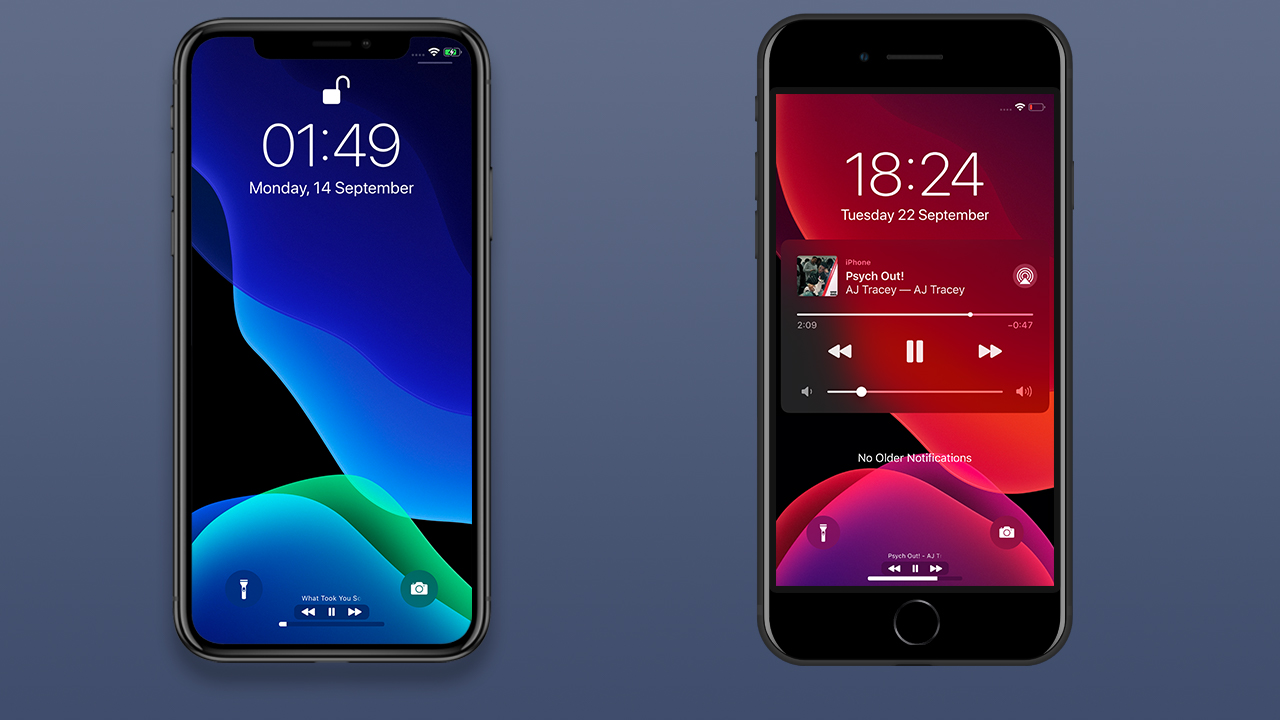 01:49
Monday, 14 September
What Took You
18:24
Tuesday 22 September
iPhone
Psych Out!
AJ Tracey — AJ Tracey
2:09
-0:47
No Older Notifications
Psych Out! - AJ